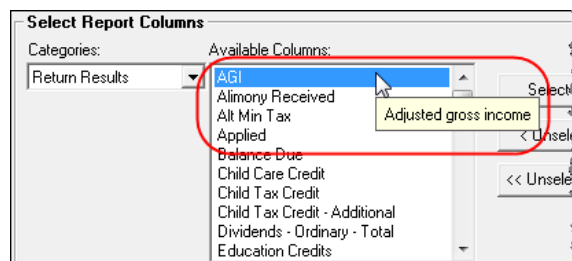 Select Report Columns
Categories:
Available Columns:
Return Results
AGI
Alimony Received
Alt Min Tax
Applied
Balance Due
Child Care Credit
Child Tax Credit
Child Tax Credit - Additional
Dividends - Ordinary - Total
Education Credits
Adjusted gross income
Select
< Unsele
<< Unsele